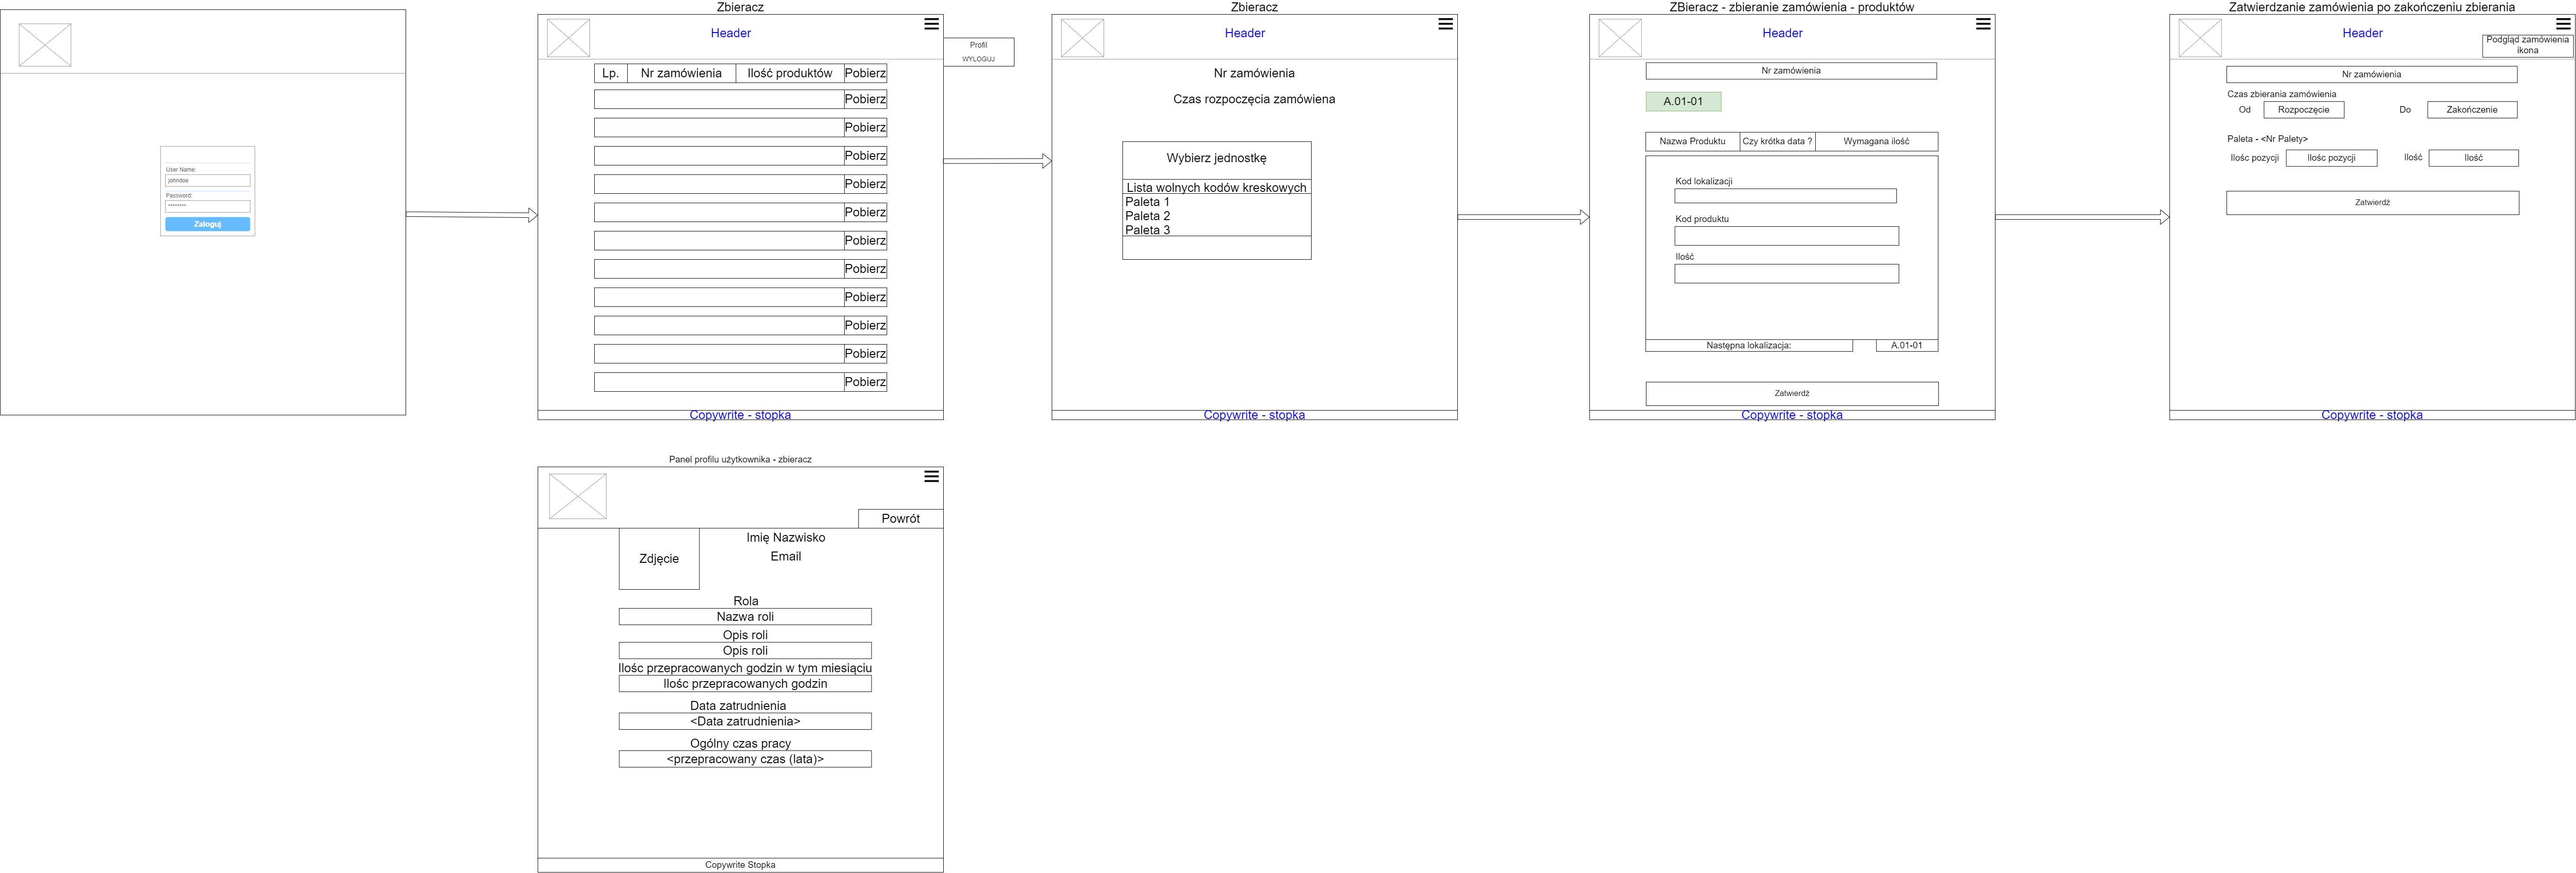 User Name:
johndoe
Password
********
Zaloguj
Zbieracz
Header
Profil
WYLOGUJ
Lp. Nr zamówienia Ilość produktów Pobierz
Pobierz
Pobierz
Pobierz
Pobierz
Pobierz
Pobierz
Pobierz
Pobierz
Pobierz
Pobierz
Pobierz
Copywrite - stopka
Zbieracz
Header
Nr zamówienia
Czas rozpoczęcia zamówiena
Wybierz jednostkę
Lista wolnych kodów kreskowych
Paleta 1
Paleta 2
Paleta 3
Copywrite - stopka
ZBieracz - zbieranie zamówienia - produktów
Header
Nr zamówienia
A.01-01
Nazwa Produktu Czy krótka data ? Wymagana ilość
Kod lokalizacji
Kod produktu
Ilość
Następna lokalizacja: A.01-01
Zatwierdź
Copywrite - stopka
Zatwierdzanie zamówienia po zakończeniu zbierania
Header
Podgląd zamówienia
ikona
Nr zamówienia
Czas zbierania zamówienia
Od Rozpoczęcie Do Zakończenie
Paleta - <Nr Palety>
Ilośc pozycji Ilośc pozycji Ilość Ilość
Zatwierdź
Copywrite - stopka
Panel profilu użytkownika - zbieracz
Powrót
Zdjęcie
Imię Nazwisko
Email
Rola
Nazwa roli
Opis roli
Opis roli
Ilośc przepracowanych godzin w tym miesiąciu
Ilośc przepracowanych godzin
Data zatrudnienia
<Data zatrudnienia>
Ogólny czas pracy
<przepracowany czas (lata)>
Copywrite Stopka